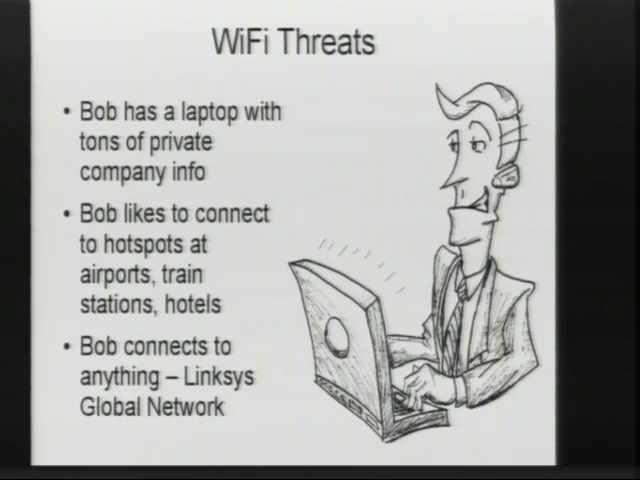 WiFi Threats
• Bob has a laptop with
tons of private
company info
• Bob likes to connect
to hotspots at
airports, train
stations, hotels
• Bob connects to
anything – Linksys
Global Network